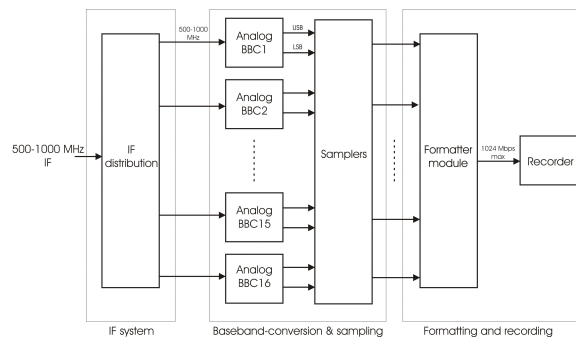 500-1000
MHz
USB
LSB
Analog
BBC1
Analog
BBC2
500-1000 MHz
IF
IF
distribution
Samplers
Formatter
module
1024 Mbps
max
Recorder
Analog
BBC15
Analog
BBC16
IF system
Baseband-conversion & sampling
Formatting and recording